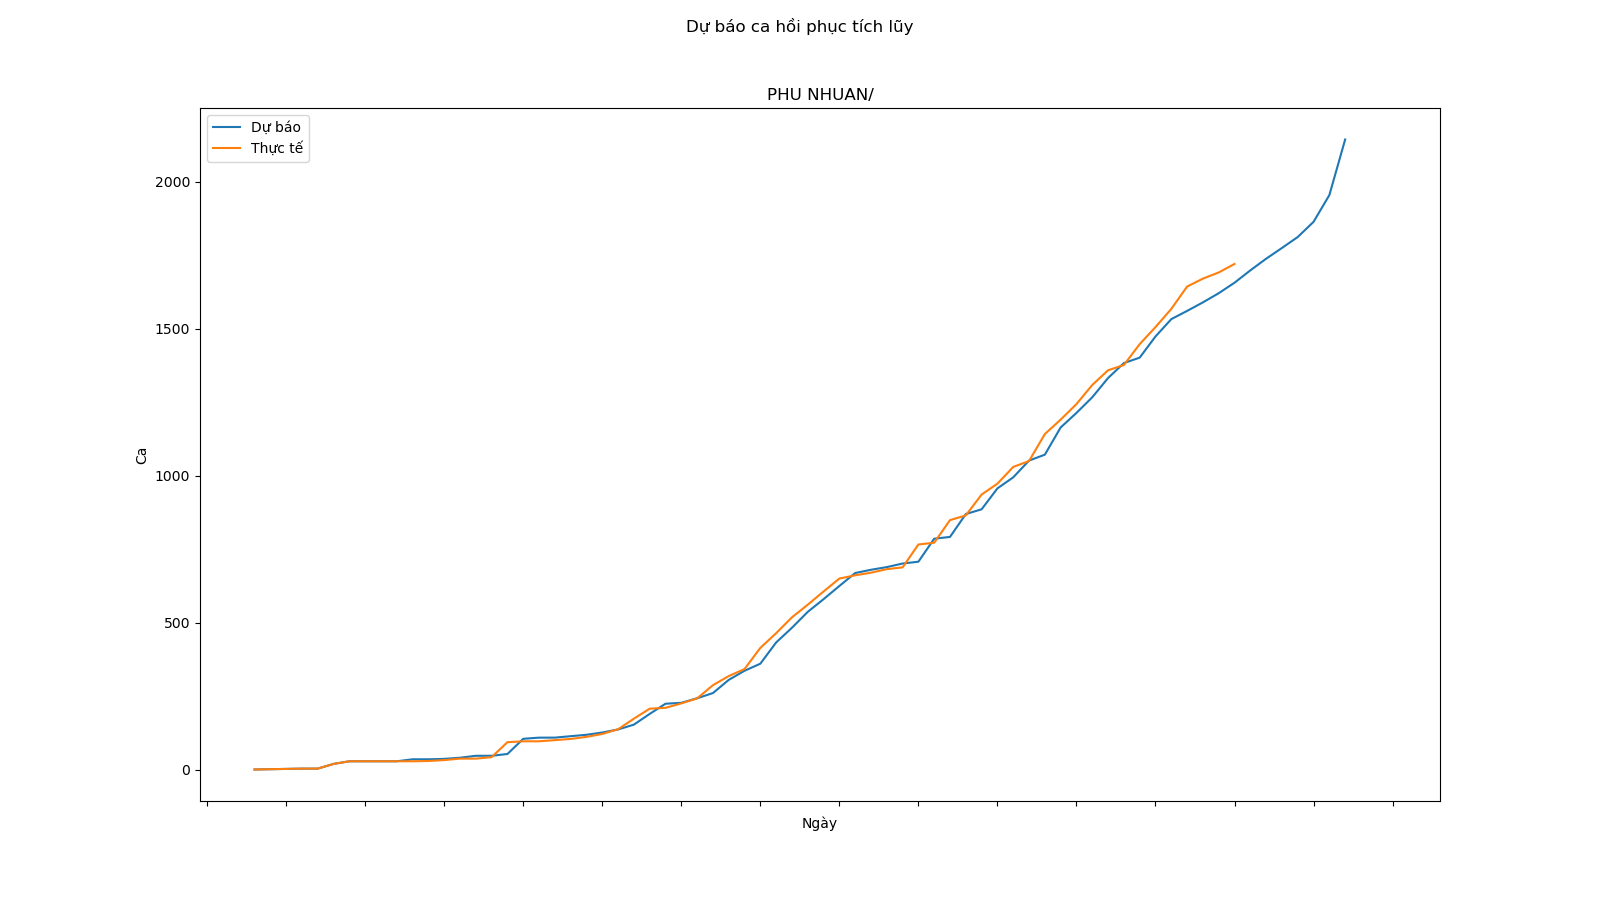 Dự báo ca hồi phục tích lũy
PHU NHUAN/
Dự báo
Thực tế
2000
1500
1000
500
0
Ca
Ngày